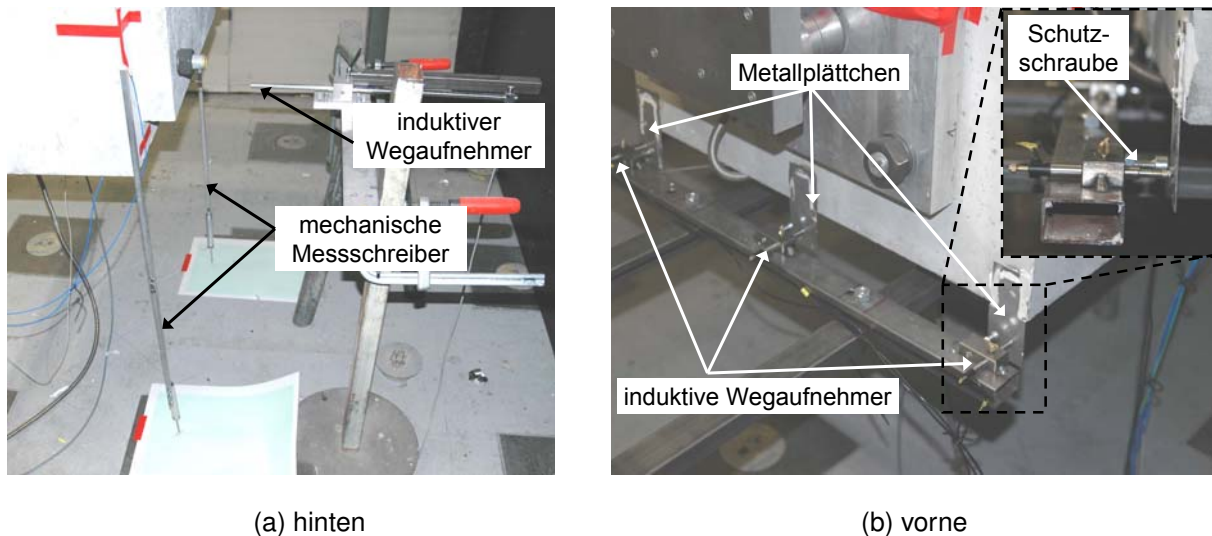 induktiver
Wegaufnehmer
mechanische
Messschreiber
(a) hinten
Schutz-
schraube
Metallplättchen
induktive Wegaufnehmer
(b) vorne